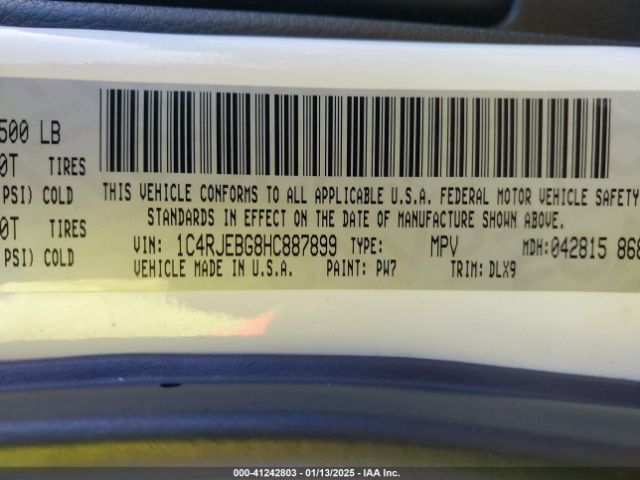 500 LB
0T TIRES
PSI) COLD
0T TIRES
PSI) COLD
THIS VEHICLE CONFORMS TO ALL APPLICABLE U.S.A. FEDERAL MOTOR VEHICLE SAFETY
STANDARDS IN EFFECT ON THE DATE OF MANUFACTURE SHOWN ABOVE.
VIN: 1C4RJEBG8HC887899 TYPE: MPV MDH:042815 868
VEHICLE MADE IN U.S.A. PAINT: PW7 TRIM: DLX9
000-41242803 - 01/13/2025 - IAA Inc.